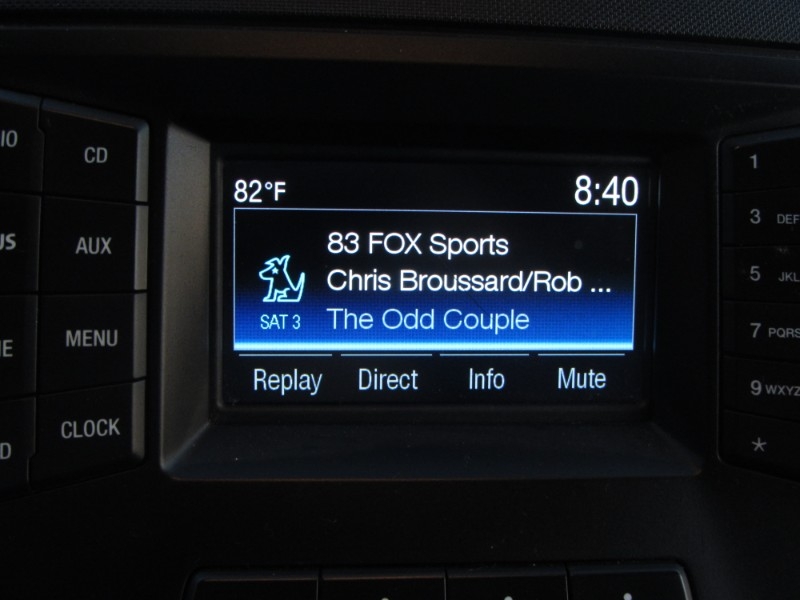 82°F 8:40
83 FOX Sports
Chris Broussard/Rob ...
SAT 3 The Odd Couple
Replay Direct Info Mute
CD
AUX
MENU
CLOCK
1
3 DEF
5 JKL
7 PQRS
9 WXYZ
*